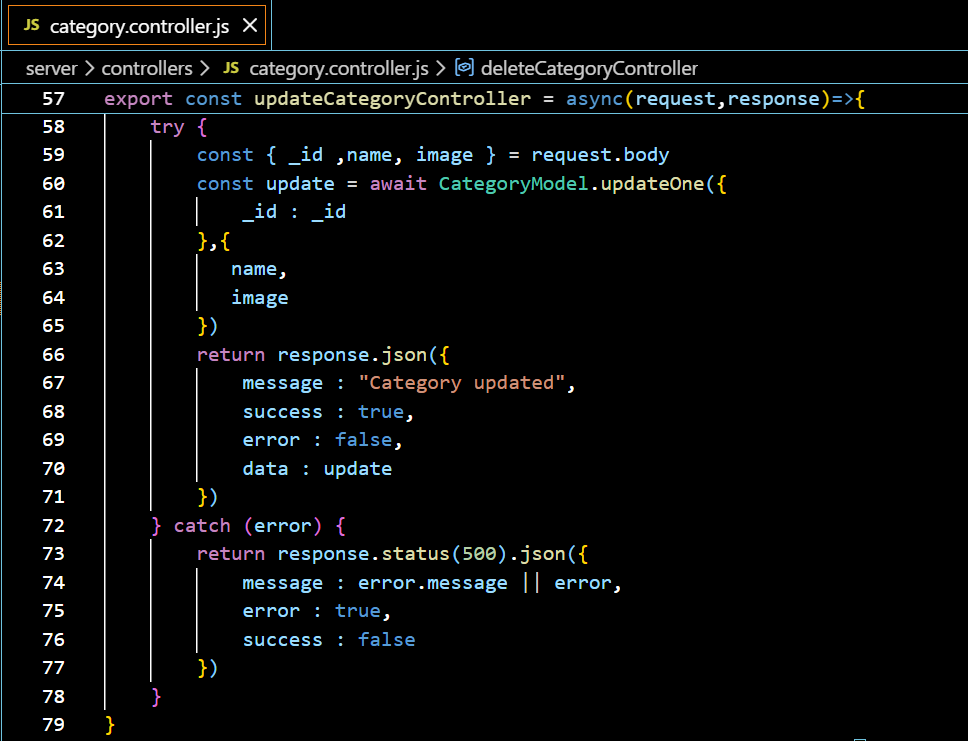 JS category.controller.js ×
server > controllers > JS category.controller.js > deleteCategoryController
57 export const updateCategoryController = async(request,response)=>{
58     try {
59         const { _id ,name, image } = request.body
60         const update = await CategoryModel.updateOne({
61             _id : _id
62         },{
63            name,
64            image
65         })
66         return response.json({
67             message : "Category updated",
68             success : true,
69             error : false,
70             data : update
71         })
72     } catch (error) {
73         return response.status(500).json({
74             message : error.message || error,
75             error : true,
76             success : false
77         })
78     }
79 }